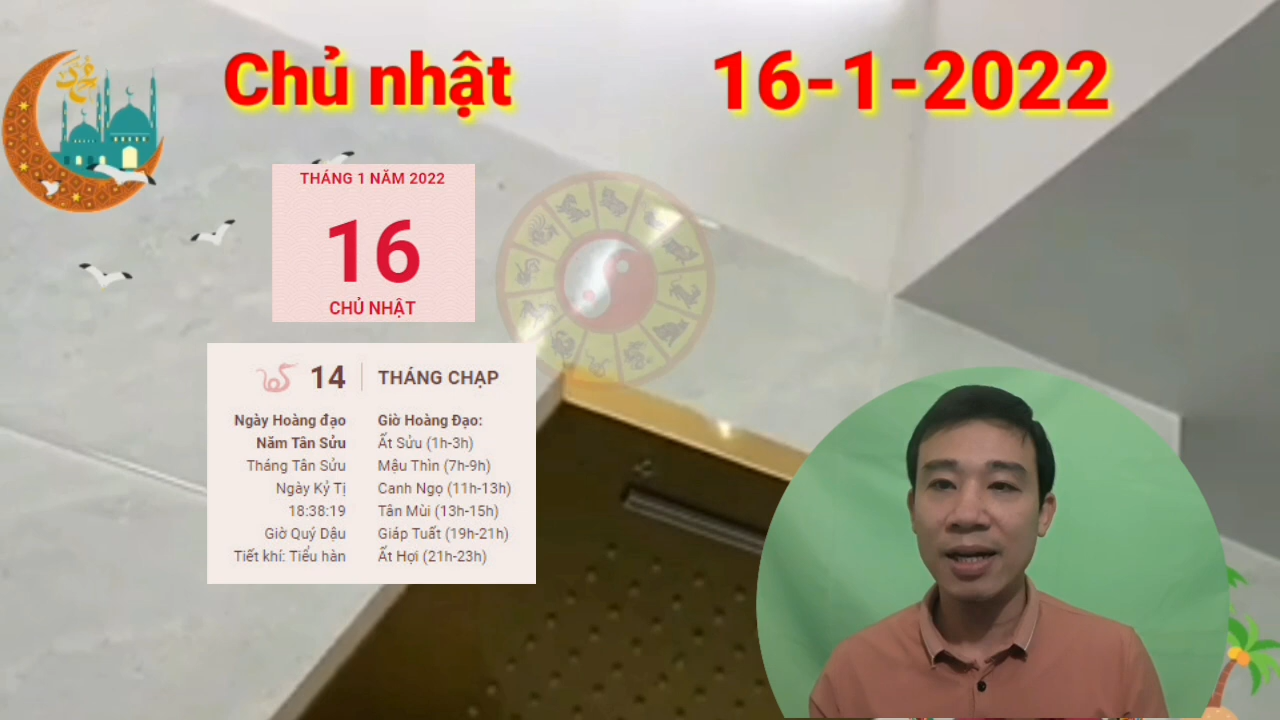 Chủ nhật 16-1-2022
THÁNG 1 NĂM 2022
16
CHỦ NHẬT
14 THÁNG CHẠP
Ngày Hoàng đạo
Năm Tân Sửu
Tháng Tân Sửu
Ngày Kỷ Tị
18:38:19
Giờ Quý Dậu
Tiết khí: Tiểu hàn
Giờ Hoàng Đạo:
Ất Sửu (1h-3h)
Mậu Thìn (7h-9h)
Canh Ngọ (11h-13h)
Tân Mùi (13h-15h)
Giáp Tuất (19h-21h)
Ất Hợi (21h-23h)